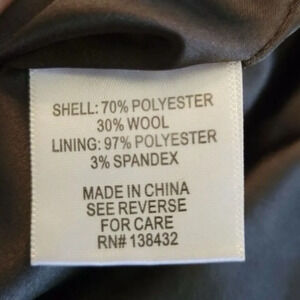 SHELL: 70% POLYESTER
30% WOOL
LINING: 97% POLYESTER
3% SPANDEX
MADE IN CHINA
SEE REVERSE
FOR CARE
RN# 138432